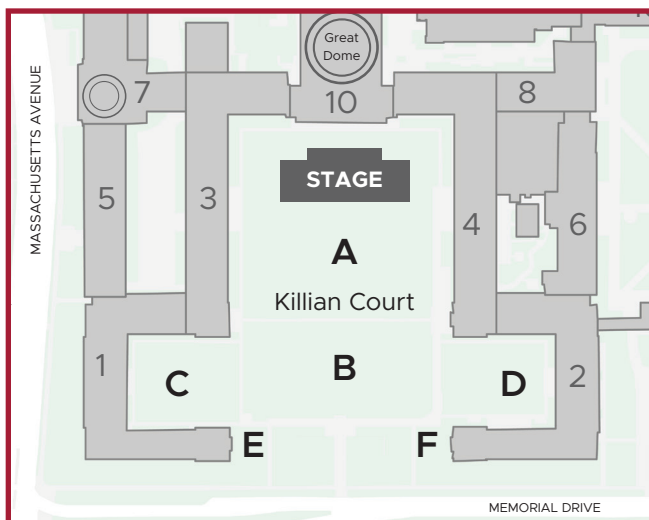 Great
Dome
7
10
8
MASSACHUSETTS AVENUE
STAGE
5
3
4
6
A
Killian Court
1
C
B
D
2
E
F
MEMORIAL DRIVE